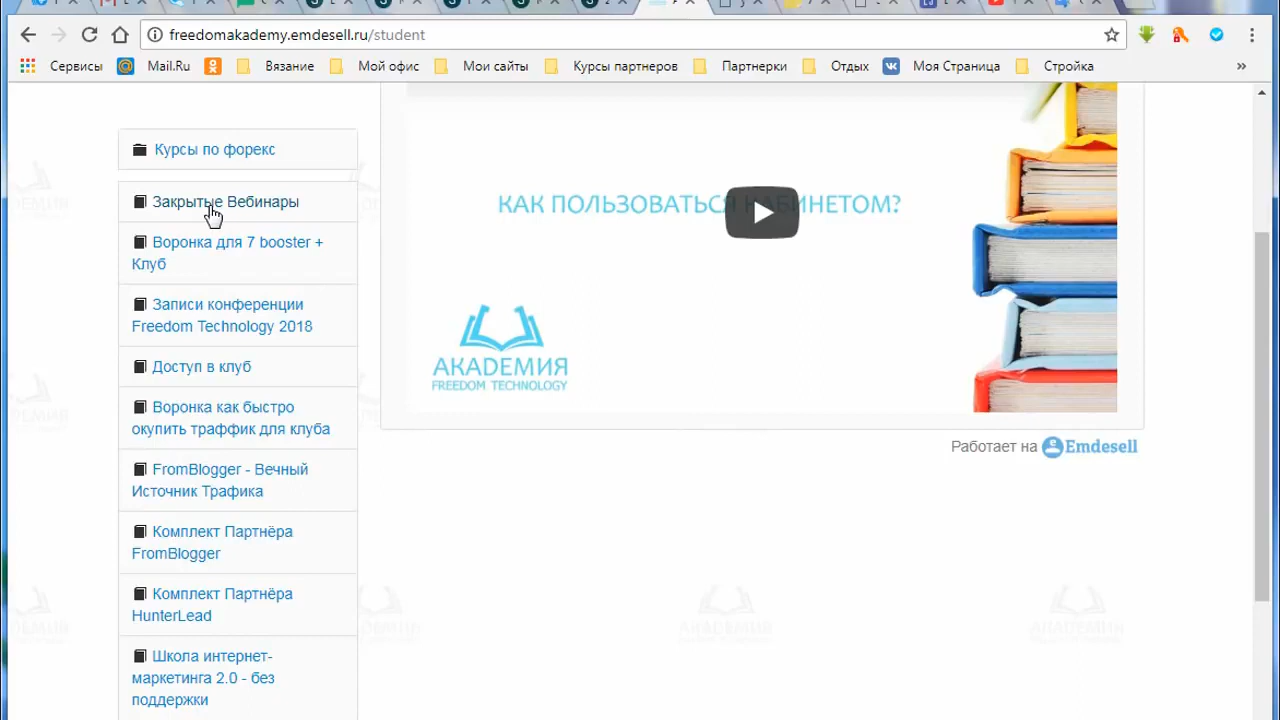 freedomakademy.emdesell.ru/student
Сервисы Mail.Ru Вязание Мой офис Мои сайты Курсы партнеров Партнерки Отдых Моя Страница Стройка »
Курсы по форекс
Закрытые Вебинары
Воронка для 7 booster +
Клуб
Записи конференции
Freedom Technology 2018
Доступ в клуб
Воронка как быстро
окупить траффик для клуба
FromBlogger - Вечный
Источник Трафика
Комплект Партнёра
FromBlogger
Комплект Партнёра
HunterLead
Школа интернет-
маркетинга 2.0 - без
поддержки
КАК ПОЛЬЗОВАТЬСЯ КАБИНЕТОМ?
АКАДЕМИЯ
FREEDOM TECHNOLOGY
Работает на Emdesell